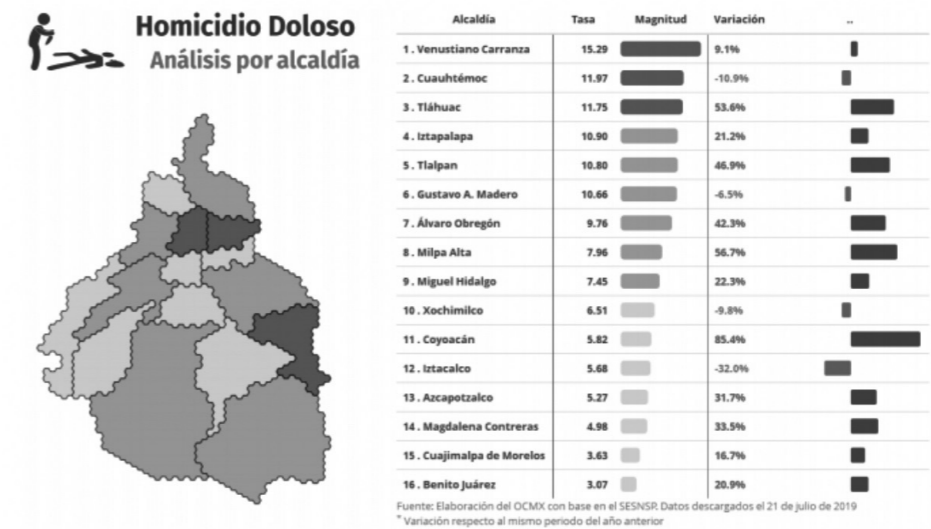 Homicidio Doloso
Análisis por alcaldía
Alcaldía Tasa Magnitud Variación ..
1 . Venustiano Carranza 15.29 9.1%
2 . Cuauhtémoc 11.97 -10.9%
3 . Tláhuac 11.75 53.6%
4 . Iztapalapa 10.90 21.2%
5 . Tlalpan 10.80 46.9%
6 . Gustavo A. Madero 10.66 -6.5%
7 . Álvaro Obregón 9.76 42.3%
8 . Milpa Alta 7.96 56.7%
9 . Miguel Hidalgo 7.45 22.3%
10 . Xochimilco 6.51 -9.8%
11 . Coyoacán 5.82 85.4%
12 . Iztacalco 5.68 -32.0%
13 . Azcapotzalco 5.27 31.7%
14 . Magdalena Contreras 4.98 33.5%
15 . Cuajimalpa de Morelos 3.63 16.7%
16 . Benito Juárez 3.07 20.9%
Fuente: Elaboración del OCMX con base en el SESNSP. Datos descargados el 21 de julio de 2019
* Variación respecto al mismo periodo del año anterior